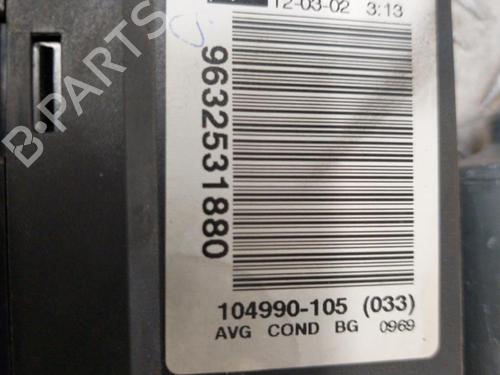 12-03-02 3:13
9632531880
104990-105 (033)
AVG COND BG 0969
B-PARTS